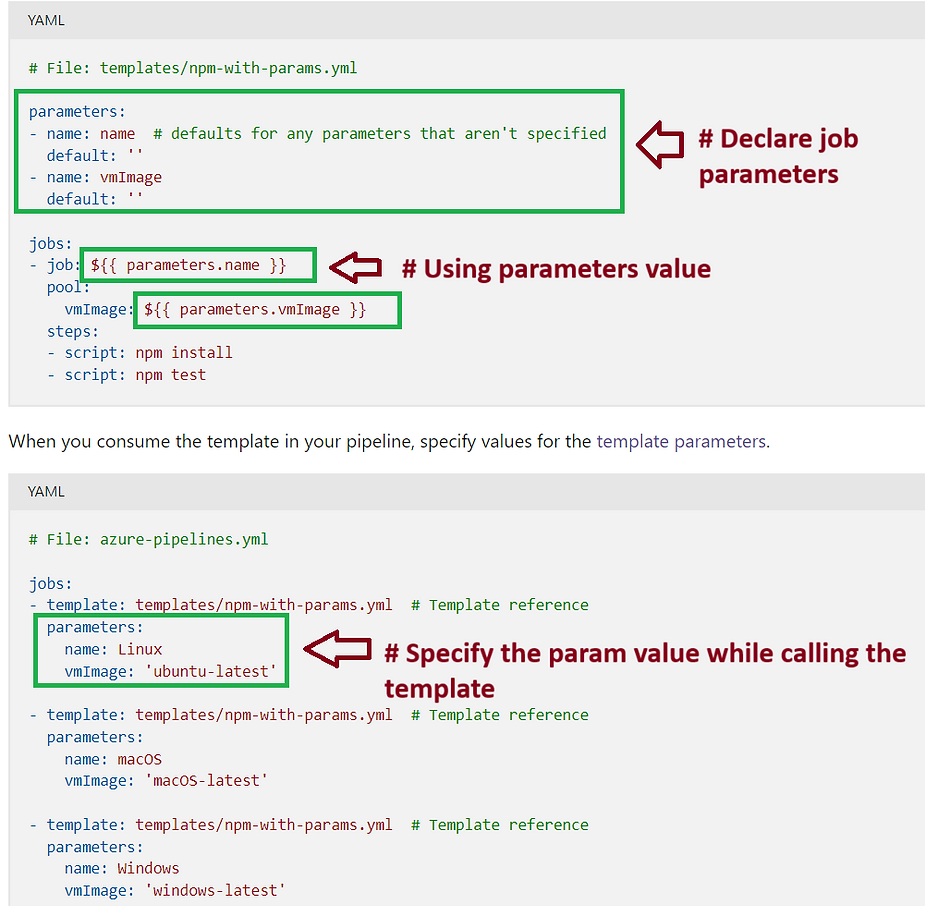 YAML
# File: templates/npm-with-params.yml
parameters:
- name: name  # defaults for any parameters that aren't specified
  default: ''
- name: vmImage
  default: ''
# Declare job
parameters
jobs:
- job: ${{ parameters.name }}
# Using parameters value
  pool:
    vmImage: ${{ parameters.vmImage }}
  steps:
  - script: npm install
  - script: npm test
When you consume the template in your pipeline, specify values for the template parameters.
YAML
# File: azure-pipelines.yml
jobs:
- template: templates/npm-with-params.yml  # Template reference
  parameters:
    name: Linux
    vmImage: 'ubuntu-latest'
# Specify the param value while calling the
template
- template: templates/npm-with-params.yml  # Template reference
  parameters:
    name: macOS
    vmImage: 'macOS-latest'
- template: templates/npm-with-params.yml  # Template reference
  parameters:
    name: Windows
    vmImage: 'windows-latest'